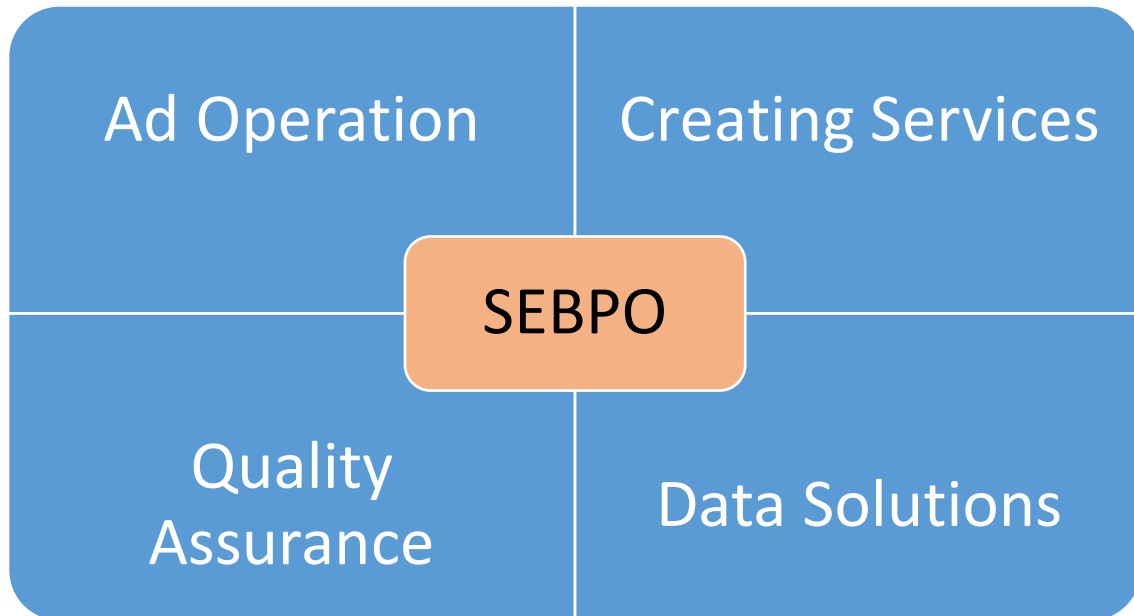 Ad Operation
Creating Services
SEBPO
Quality
Assurance
Data Solutions